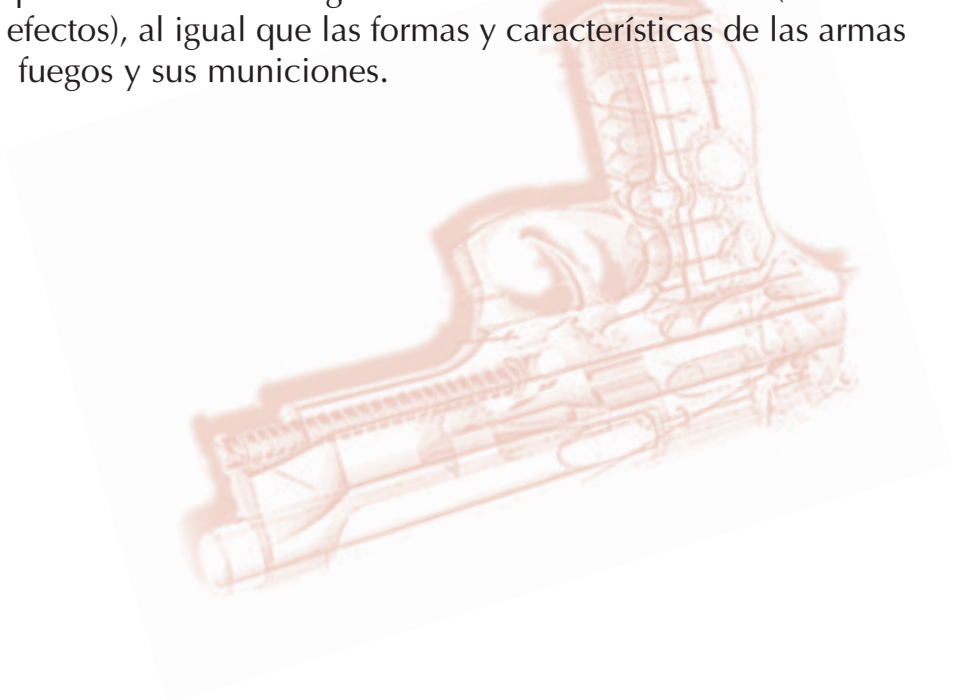 efectos), al igual que las formas y características de las armas
fuegos y sus municiones.